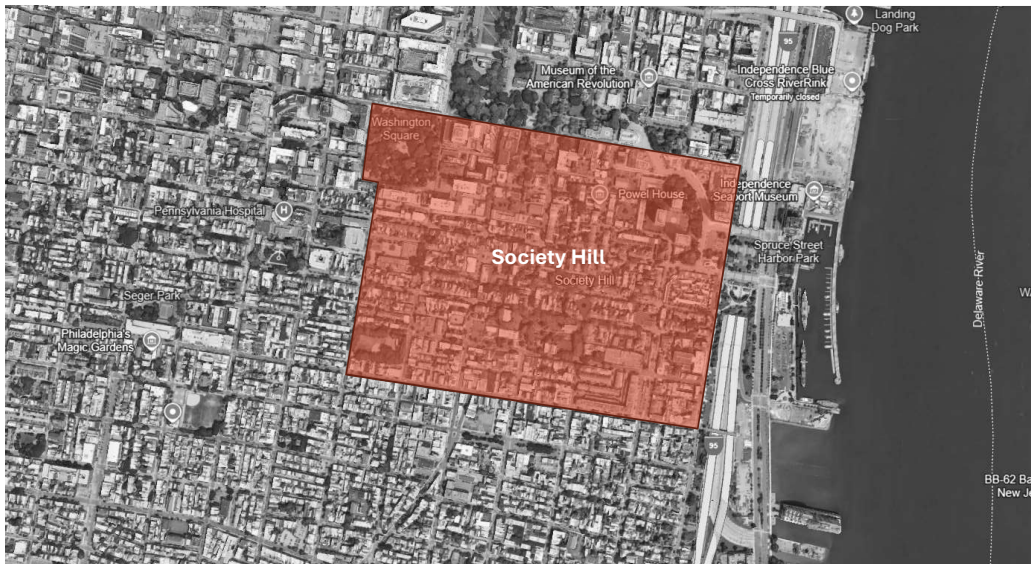 Landing
Dog Park
95
Museum of the
American Revolution
Independence Blue
Cross RiverRink
Temporarily closed
Washington
Square
Powel House
Independence
Seaport Museum
Pennsylvania Hospital
H
Spruce Street
Harbor Park
Society Hill
Society Hill
Delaware River
Seger Park
Philadelphia's
Magic Gardens
95
BB-62 Ba
New Je